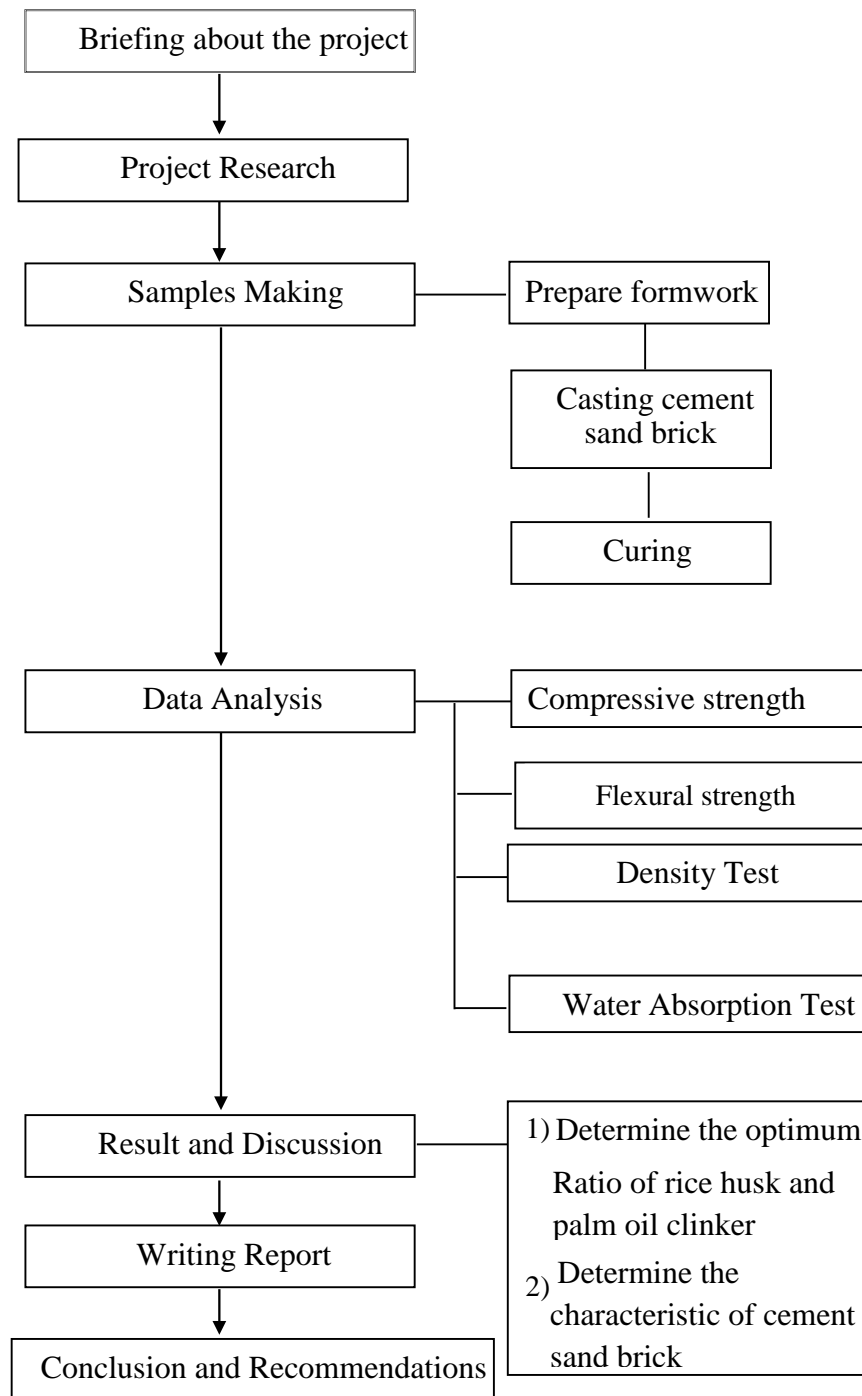 Briefing about the project
Project Research
Samples Making
Prepare formwork
Casting cement
sand brick
Curing
Data Analysis
Compressive strength
Flexural strength
Density Test
Water Absorption Test
Result and Discussion
1) Determine the optimum
Ratio of rice husk and
palm oil clinker
2) Determine the
characteristic of cement
sand brick
Writing Report
Conclusion and Recommendations